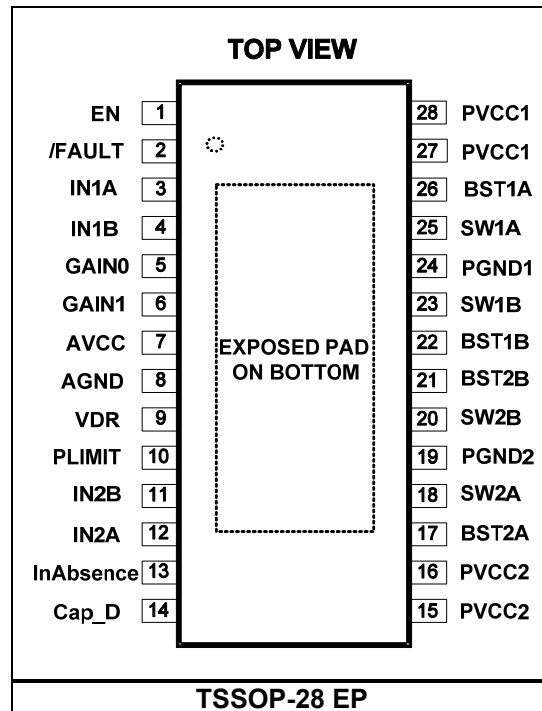 TOP VIEW
EN 1 28 PVCC1
/FAULT 2 27 PVCC1
IN1A 3 26 BST1A
IN1B 4 25 SW1A
GAIN0 5 24 PGND1
GAIN1 6 23 SW1B
AVCC 7 22 BST1B
EXPOSED PAD
ON BOTTOM
AGND 8 21 BST2B
VDR 9 20 SW2B
PLIMIT 10 19 PGND2
IN2B 11 18 SW2A
IN2A 12 17 BST2A
InAbsence 13 16 PVCC2
Cap_D 14 15 PVCC2
TSSOP-28 EP